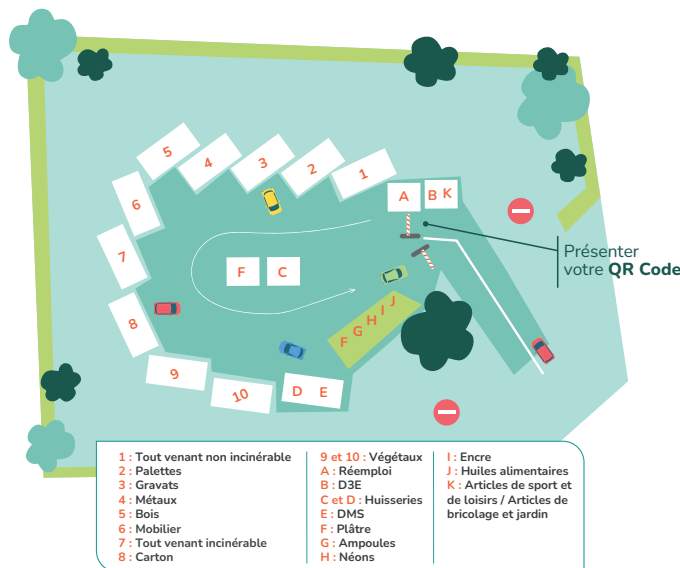 5
4
3
2
1
6
A
B K
7
F
C
Présenter
votre QR Code
J
I
H
G
F
8
9
10
D E
1 : Tout venant non incinérable
2 : Palettes
3 : Gravats
4 : Métaux
5 : Bois
6 : Mobilier
7 : Tout venant incinérable
8 : Carton
9 et 10 : Végétaux
A : Réemploi
B : D3E
C et D : Huisseries
E : DMS
F : Plâtre
G : Ampoules
H : Néons
I : Encre
J : Huiles alimentaires
K : Articles de sport et
de loisirs / Articles de
bricolage et jardin